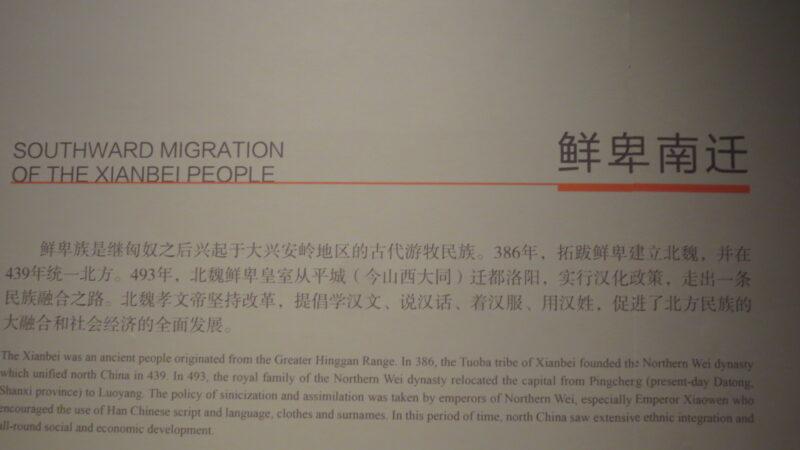 SOUTHWARD MIGRATION
OF THE XIANBEI PEOPLE
鲜卑南迁
鲜卑族是继匈奴之后兴起于大兴安岭地区的古代游牧民族。386年，拓跋鲜卑建立北魏，并在
439年统一北方。493年，北魏鲜卑皇室从平城（今山西大同）迁都洛阳，实行汉化政策，走出一条
民族融合之路。北魏孝文帝坚持改革，提倡学汉文、说汉话、着汉服、用汉姓，促进了北方民族的
大融合和社会经济的全面发展。
The Xianbei was an ancient people originated from the Greater Hinggan Range. In 386, the Tuoba tribe of Xianbei founded the Northern Wei dynasty
which unified north China in 439. In 493, the royal family of the Northern Wei dynasty relocated the capital from Pingcheng (present-day Datong,
Shanxi province) to Luoyang. The policy of sinicization and assimilation was taken by emperors of Northern Wei, especially Emperor Xiaowen who
encouraged the use of Han Chinese script and language, clothes and surnames. In this period of time, north China saw extensive ethnic integration and
all-round social and economic development.